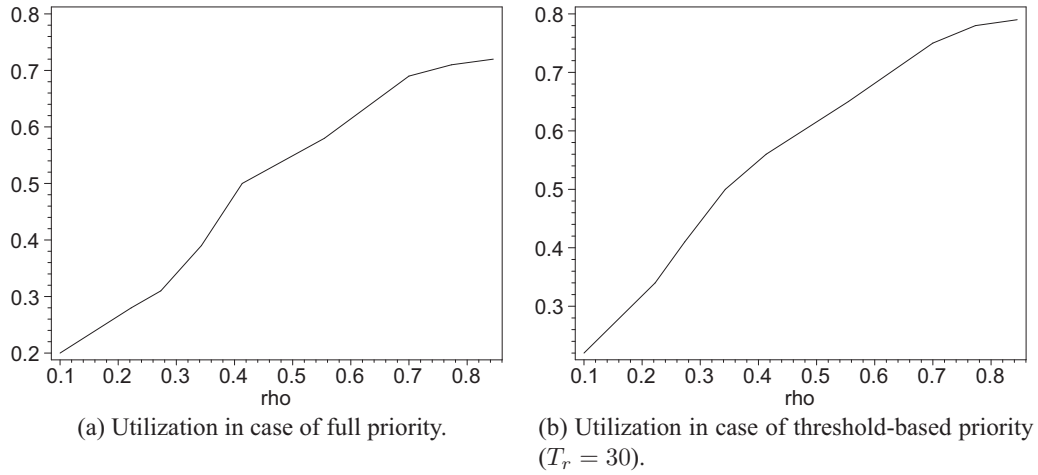 0.8
0.7
0.6
0.5
0.4
0.3
0.2
0.1 0.2 0.3 0.4 0.5 0.6 0.7 0.8
rho
(a) Utilization in case of full priority.
0.8
0.7
0.6
0.5
0.4
0.3
0.1 0.2 0.3 0.4 0.5 0.6 0.7 0.8
rho
(b) Utilization in case of threshold-based priority
(T_r = 30).